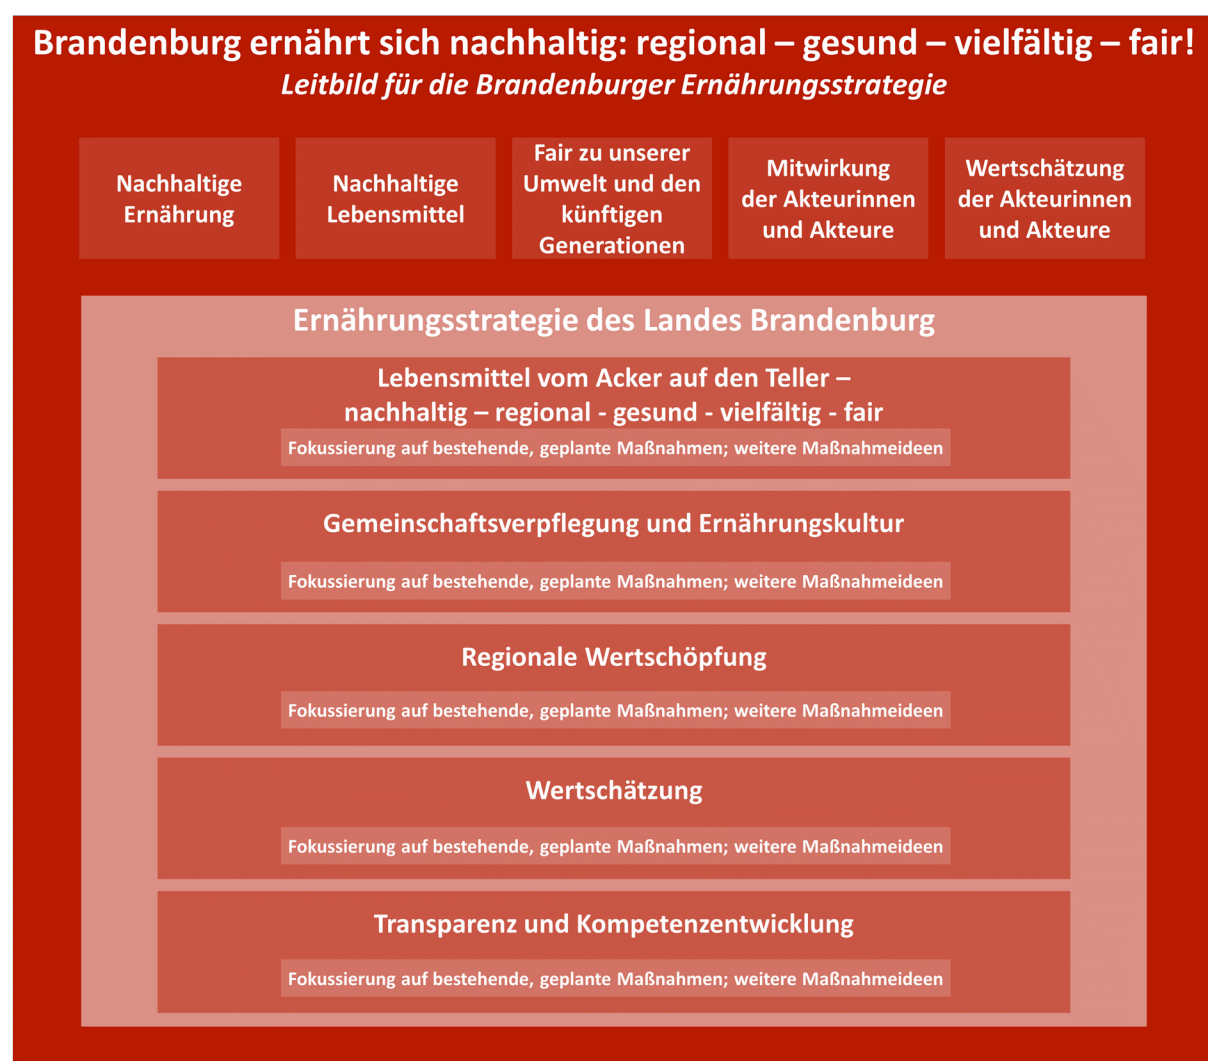 Brandenburg ernährt sich nachhaltig: regional – gesund – vielfältig – fair!
Leitbild für die Brandenburger Ernährungsstrategie
Nachhaltige
Ernährung
Nachhaltige
Lebensmittel
Fair zu unserer
Umwelt und den
künftigen
Generationen
Mitwirkung
der Akteurinnen
und Akteure
Wertschätzung
der Akteurinnen
und Akteure
Ernährungsstrategie des Landes Brandenburg
Lebensmittel vom Acker auf den Teller –
nachhaltig – regional - gesund - vielfältig - fair
Fokussierung auf bestehende, geplante Maßnahmen; weitere Maßnahmeideen
Gemeinschaftsverpflegung und Ernährungskultur
Fokussierung auf bestehende, geplante Maßnahmen; weitere Maßnahmeideen
Regionale Wertschöpfung
Fokussierung auf bestehende, geplante Maßnahmen; weitere Maßnahmeideen
Wertschätzung
Fokussierung auf bestehende, geplante Maßnahmen; weitere Maßnahmeideen
Transparenz und Kompetenzentwicklung
Fokussierung auf bestehende, geplante Maßnahmen; weitere Maßnahmeideen